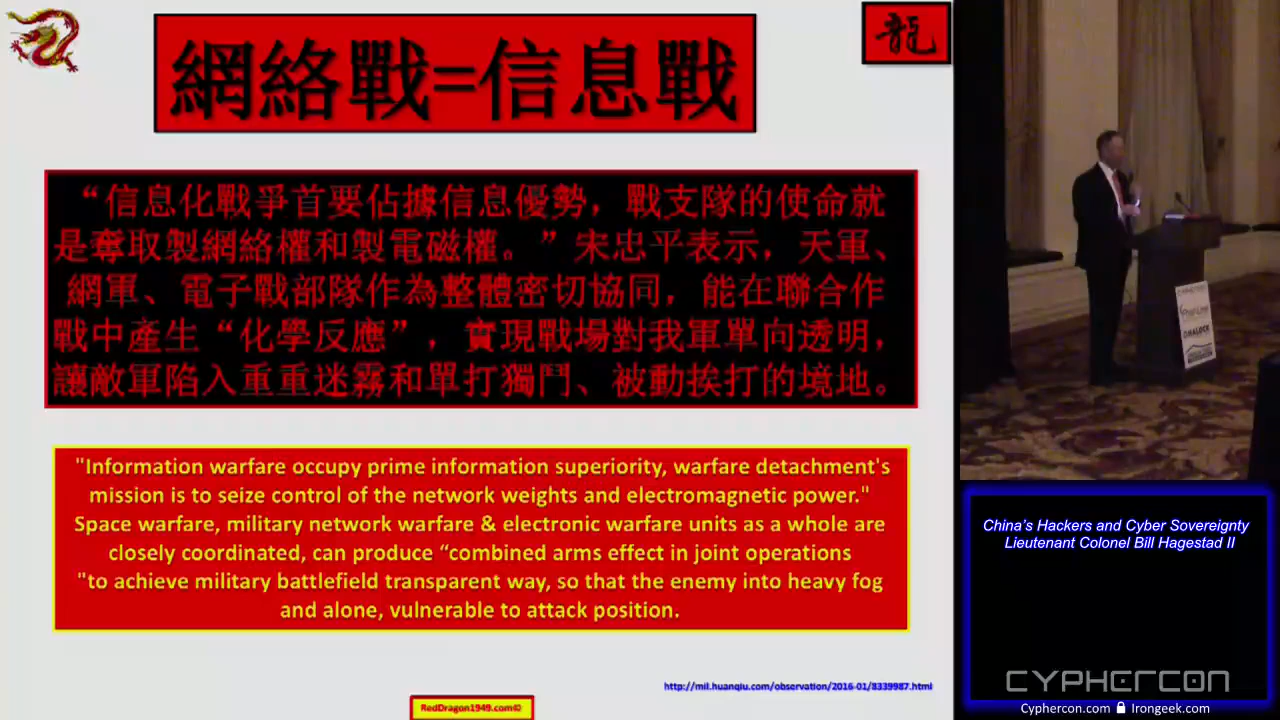 網絡戰=信息戰
龍
“信息化戰爭首要佔據信息優勢，戰支隊的使命就
是奪取製網絡權和製電磁權。”宋忠平表示，天軍、
網軍、電子戰部隊作為整體密切協同，能在聯合作
戰中產生“化學反應”，實現戰場對我軍單向透明，
讓敵軍陷入重重迷霧和單打獨鬥、被動挨打的境地。
"Information warfare occupy prime information superiority, warfare detachment's
mission is to seize control of the network weights and electromagnetic power."
Space warfare, military network warfare & electronic warfare units as a whole are
closely coordinated, can produce “combined arms effect in joint operations
"to achieve military battlefield transparent way, so that the enemy into heavy fog
and alone, vulnerable to attack position.
http://mil.huanqiu.com/observation/2016-01/8339987.html
RedDragon1949.com©
China's Hackers and Cyber Sovereignty
Lieutenant Colonel Bill Hagestad II
CYPHERCON
Cyphercon.com Irongeek.com